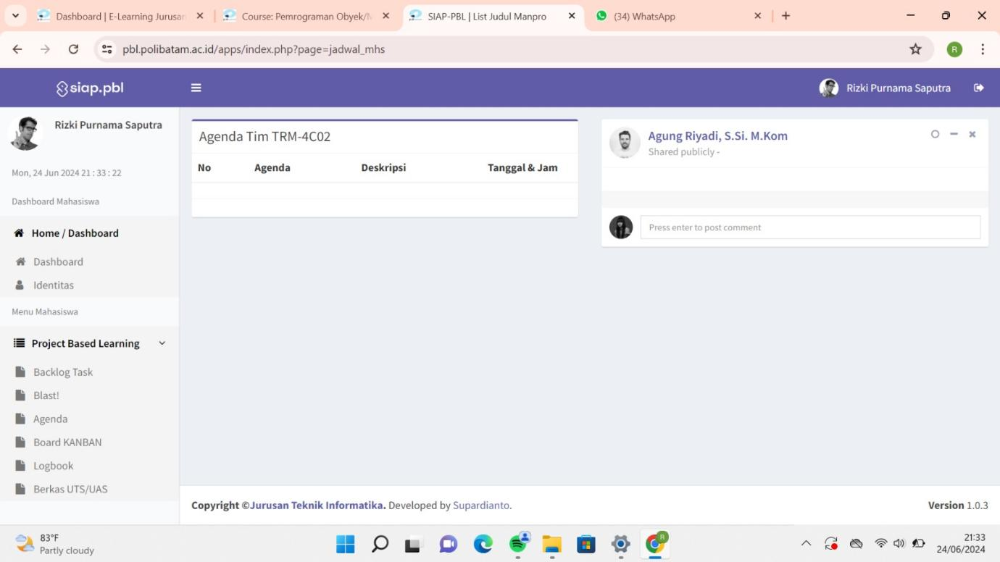 Dashboard | E-Learning Jurusan
Course: Pemrograman Obyek/
SIAP-PBL | List Judul Manpro
(34) WhatsApp
pbl.polibatam.ac.id/apps/index.php?page=jadwal_mhs
R
siap.pbl
Rizki Purnama Saputra
Rizki Purnama Saputra
Mon, 24 Jun 2024 21 : 33 : 22
Dashboard Mahasiswa
Home / Dashboard
Dashboard
Identitas
Menu Mahasiswa
Project Based Learning
Backlog Task
Blast!
Agenda
Board KANBAN
Logbook
Berkas UTS/UAS
Agenda Tim TRM-4C02
No Agenda Deskripsi Tanggal & Jam
Agung Riyadi, S.Si. M.Kom
Shared publicly -
Press enter to post comment
Copyright ©Jurusan Teknik Informatika. Developed by Supardianto.
Version 1.0.3
83°F
Partly cloudy
R
21:33
24/06/2024